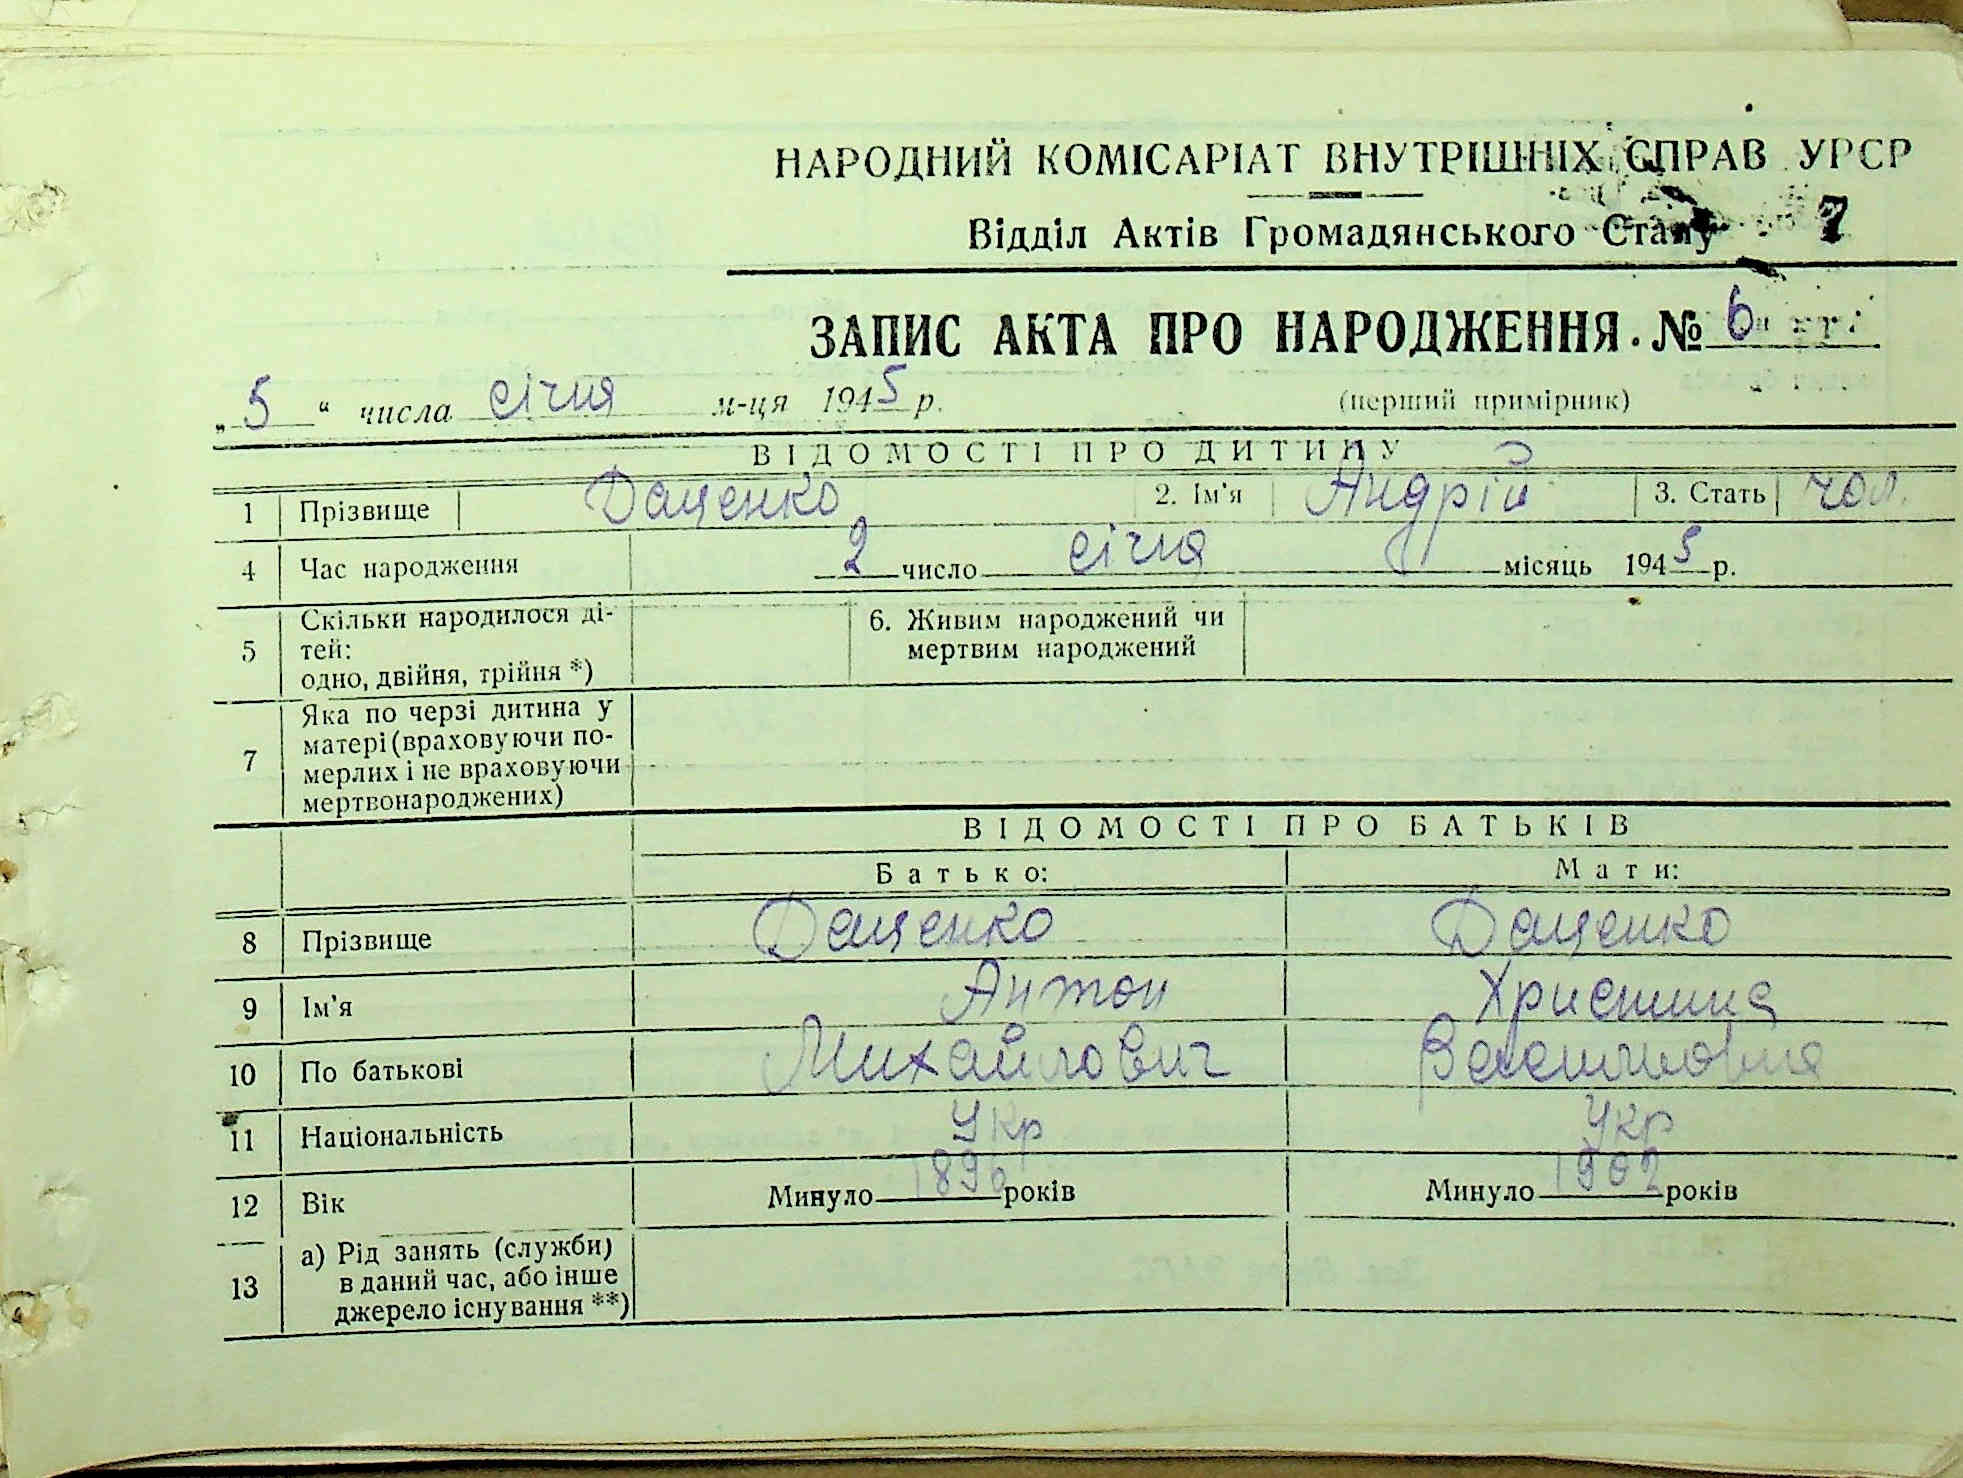 НАРОДНИЙ КОМІСАРІАТ ВНУТРІШНІХ СПРАВ УРСР
Відділ Актів Громадянського Стану 7
ЗАПИС АКТА ПРО НАРОДЖЕННЯ. № 6
„5“ числа січня м-ця 1945 р. (перший примірник)
ВІДОМОСТІ ПРО ДИТИНУ
1 Прізвище Даценко 2. Ім'я Андрій 3. Стать чол.
4 Час народження 2 число січня місяць 1945 р.
5 Скільки народилося ді-
тей:
одно, двійня, трійня *)
6. Живим народжений чи
мертвим народжений
7 Яка по черзі дитина у
матері (враховуючи по-
мерлих і не враховуючи
мертвонароджених)
ВІДОМОСТІ ПРО БАТЬКІВ
Батько: Мати:
8 Прізвище Даценко Даценко
9 Ім'я Антон Христина
10 По батькові Михайлович
11 Національність Укр Укр
12 Вік Минуло 1896 років Минуло 1902 років
13 а) Рід занять (служби)
в даний час, або інше
джерело існування **)